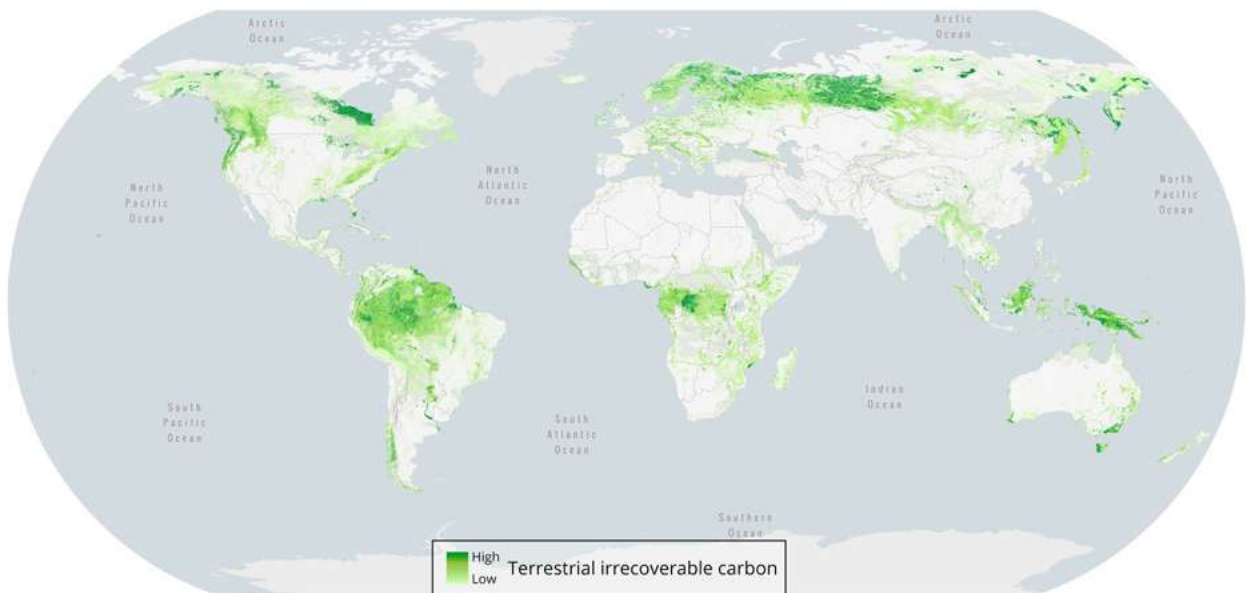 Arctic
Ocean
Arctic
Ocean
North
Pacific
Ocean
North
Atlantic
Ocean
North
Pacific
Ocean
South
Pacific
Ocean
South
Atlantic
Ocean
Indian
Ocean
Southern
Ocean
High
Low
Terrestrial irrecoverable carbon